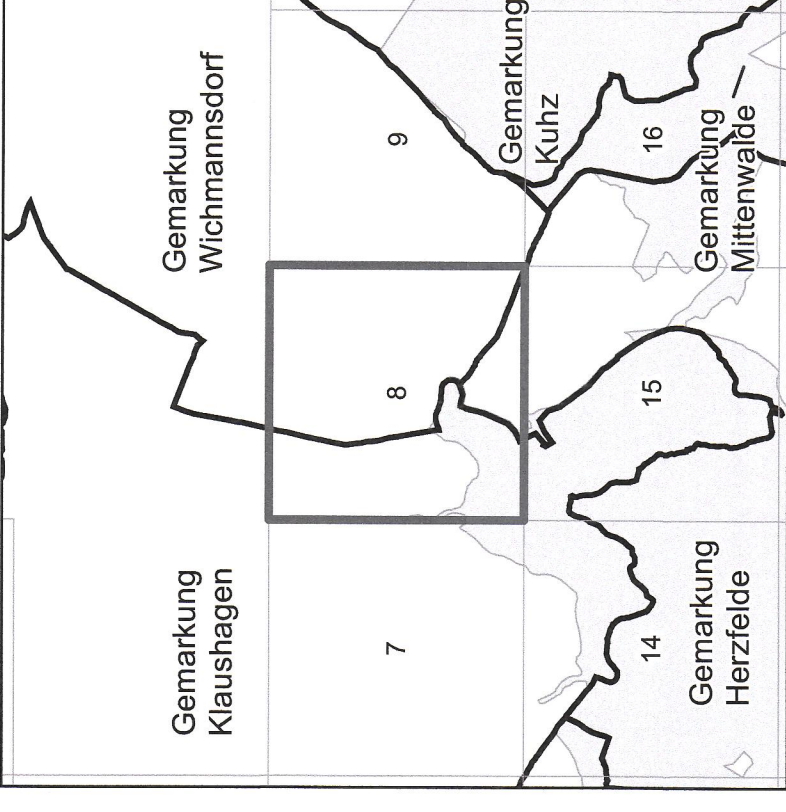 Gemarkung
Klaushagen
Gemarkung
Wichmannsdorf
7
8
9
Gemarkung
Kuhz
14
15
16
Gemarkung
Herzfelde
Gemarkung
Mittenwalde